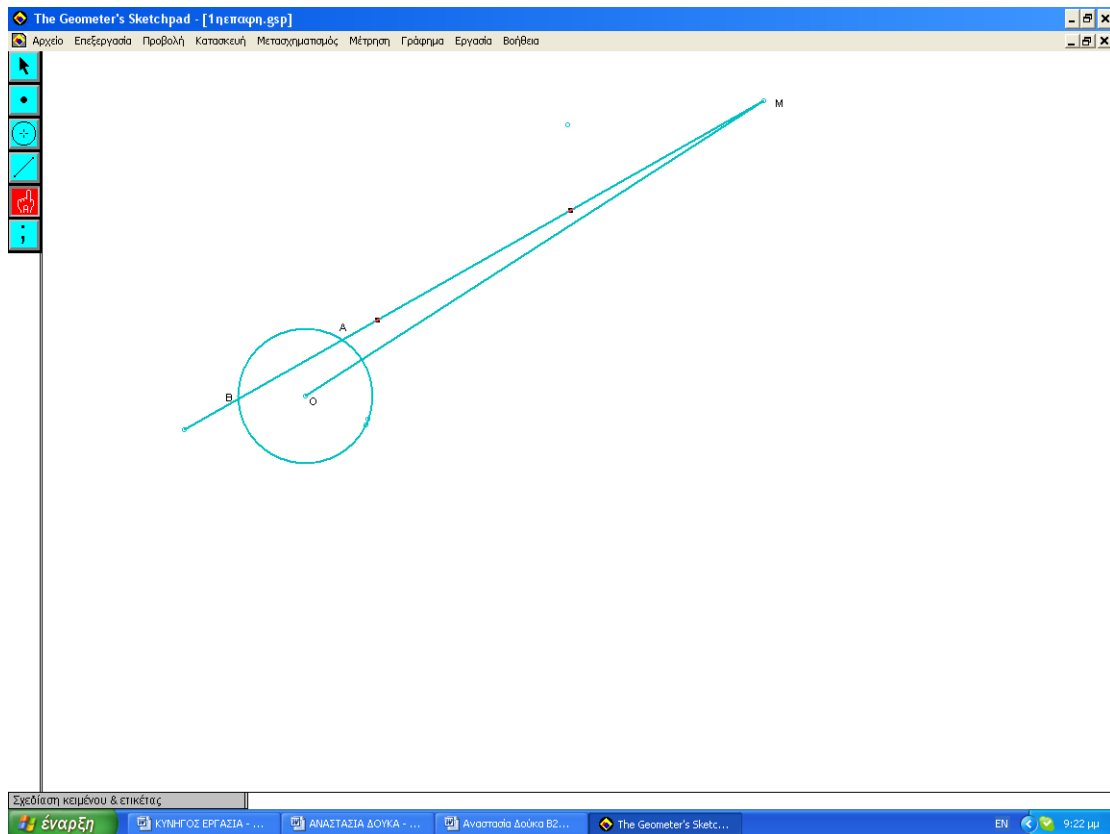 The Geometer's Sketchpad - [1ηεπαφη.gsp]
Αρχείο Επεξεργασία Προβολή Κατασκευή Μετασχηματισμός Μέτρηση Γράφημα Εργασία Βοήθεια
M
A
B
O
Σχεδίαση κειμένου & ετικέτας
έναρξη ΚΥΝΗΓΟΣ ΕΡΓΑΣΙΑ - ... ΑΝΑΣΤΑΣΙΑ ΔΟΥΚΑ - ... Αναστασία Δούκα Β2... The Geometer's Sketc... EN 9:22 μμ